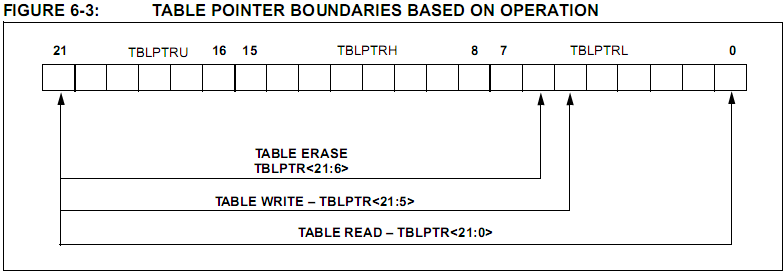 FIGURE 6-3: TABLE POINTER BOUNDARIES BASED ON OPERATION
21 TBLPTRU 16 15 TBLPTRH 8 7 TBLPTRL 0
TABLE ERASE
TBLPTR<21:6>
TABLE WRITE – TBLPTR<21:5>
TABLE READ – TBLPTR<21:0>